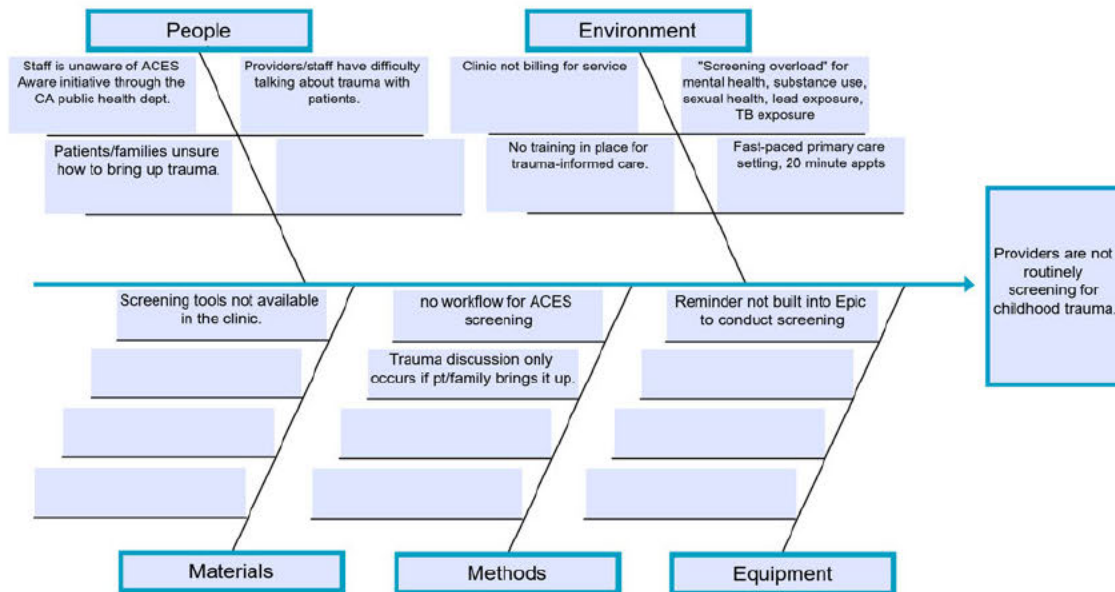 People
Environment
Staff is unaware of ACES
Aware initiative through the
CA public health dept.
Providers/staff have difficulty
talking about trauma with
patients.
Clinic not billing for service
"Screening overload" for
mental health, substance use,
sexual health, lead exposure,
TB exposure
Patients/families unsure
how to bring up trauma.
No training in place for
trauma-informed care.
Fast-paced primary care
setting, 20 minute appts
Providers are not
routinely
screening for
childhood trauma.
Screening tools not available
in the clinic.
no workflow for ACES
screening
Reminder not built into Epic
to conduct screening
Trauma discussion only
occurs if pt/family brings it up.
Materials
Methods
Equipment